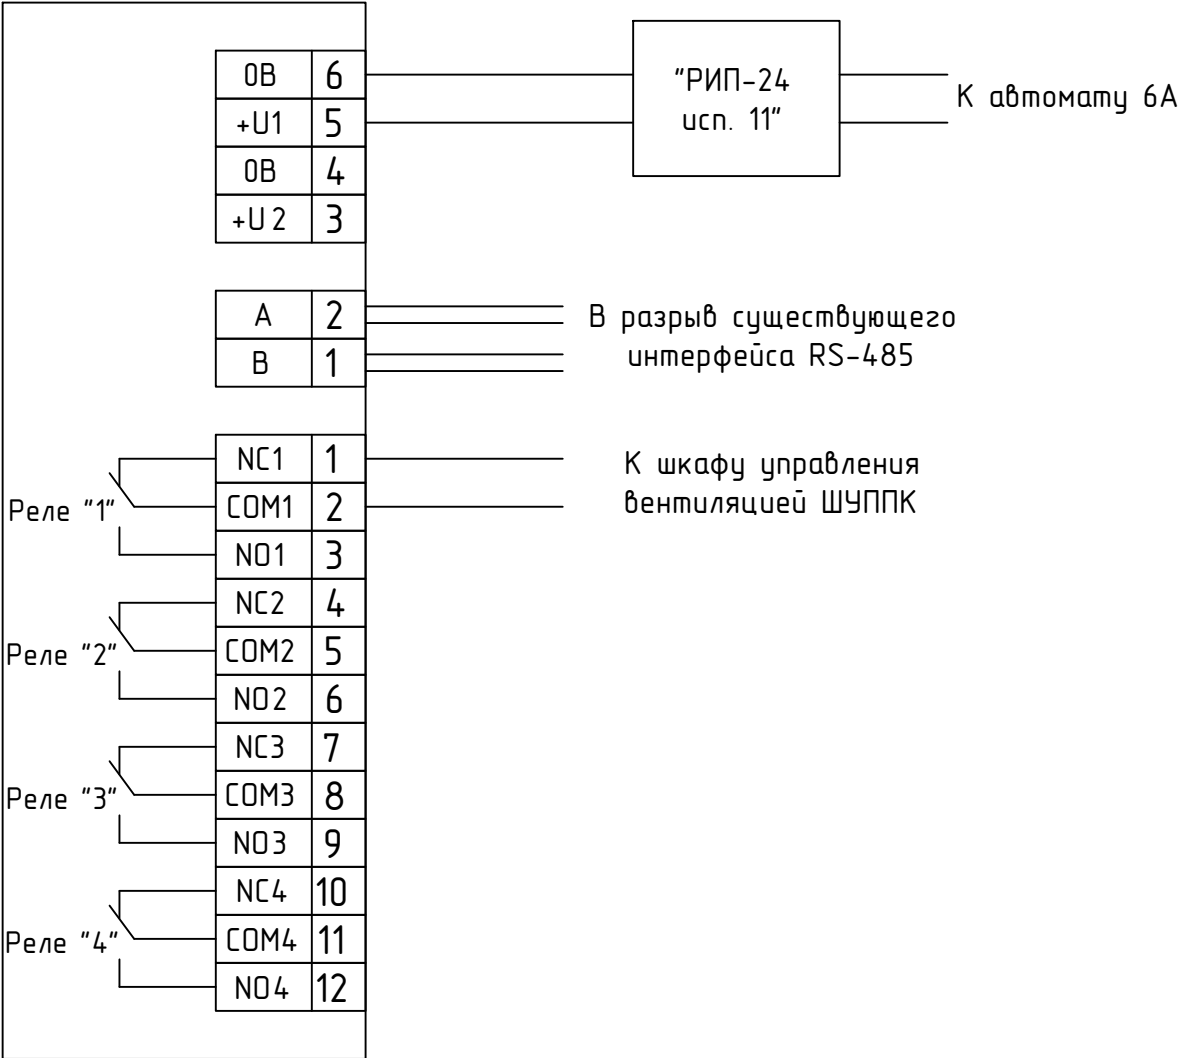 0В 6
+U1 5
0В 4
+U2 3
"РИП-24
исп. 11"
К автомату 6А
А 2
В 1
В разрыв существующего
интерфейса RS-485
NC1 1
COM1 2
NO1 3
Реле "1"
К шкафу управления
вентиляцией ШУППК
NC2 4
COM2 5
NO2 6
Реле "2"
NC3 7
COM3 8
NO3 9
Реле "3"
NC4 10
COM4 11
NO4 12
Реле "4"